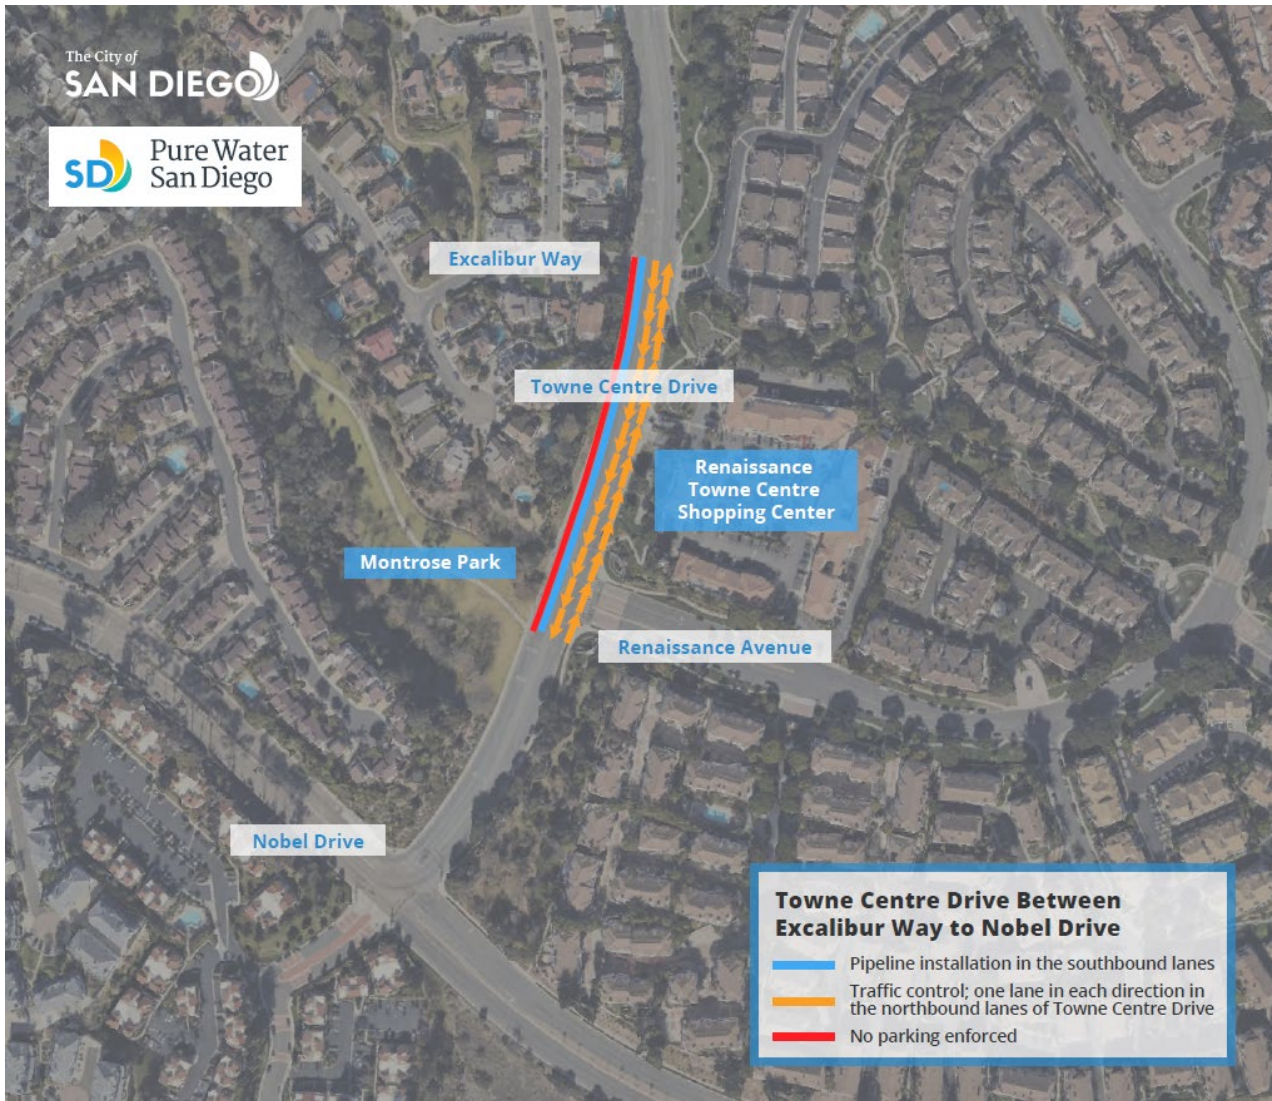 The City of
SAN DIEGO
SD
Pure Water
San Diego
Excalibur Way
Towne Centre Drive
Renaissance
Towne Centre
Shopping Center
Montrose Park
Renaissance Avenue
Nobel Drive
Towne Centre Drive Between
Excalibur Way to Nobel Drive
Pipeline installation in the southbound lanes
Traffic control; one lane in each direction in
the northbound lanes of Towne Centre Drive
No parking enforced